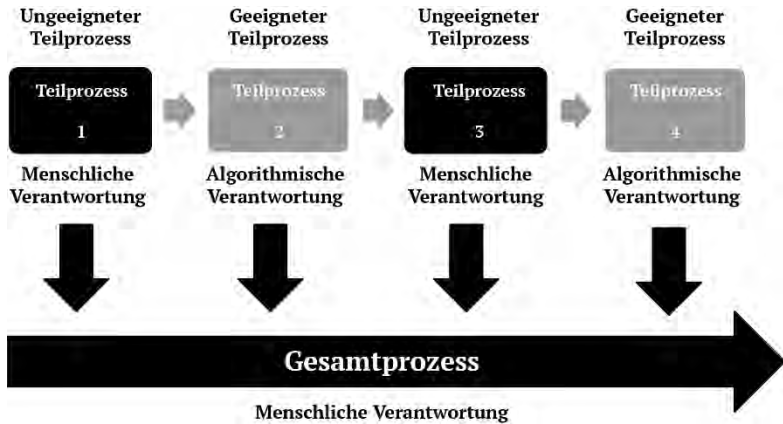 Ungeeigneter
Teilprozess
Geeigneter
Teilprozess
Ungeeigneter
Teilprozess
Geeigneter
Teilprozess
Teilprozess
1
Teilprozess
2
Teilprozess
3
Teilprozess
4
Menschliche
Verantwortung
Algorithmische
Verantwortung
Menschliche
Verantwortung
Algorithmische
Verantwortung
Gesamtprozess
Menschliche Verantwortung